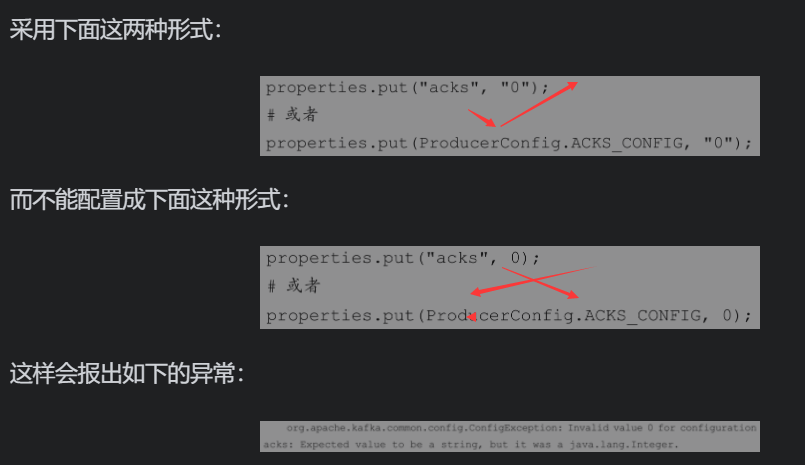 采用下面这两种形式：
properties.put("acks", "0");
# 或者
properties.put(ProducerConfig.ACKS_CONFIG, "0");
而不能配置成下面这种形式：
properties.put("acks", 0);
# 或者
properties.put(ProducerConfig.ACKS_CONFIG, 0);
这样会报出如下的异常：
org.apache.kafka.common.config.ConfigException: Invalid value 0 for configuration
acks: Expected value to be a string, but it was a java.lang.Integer.